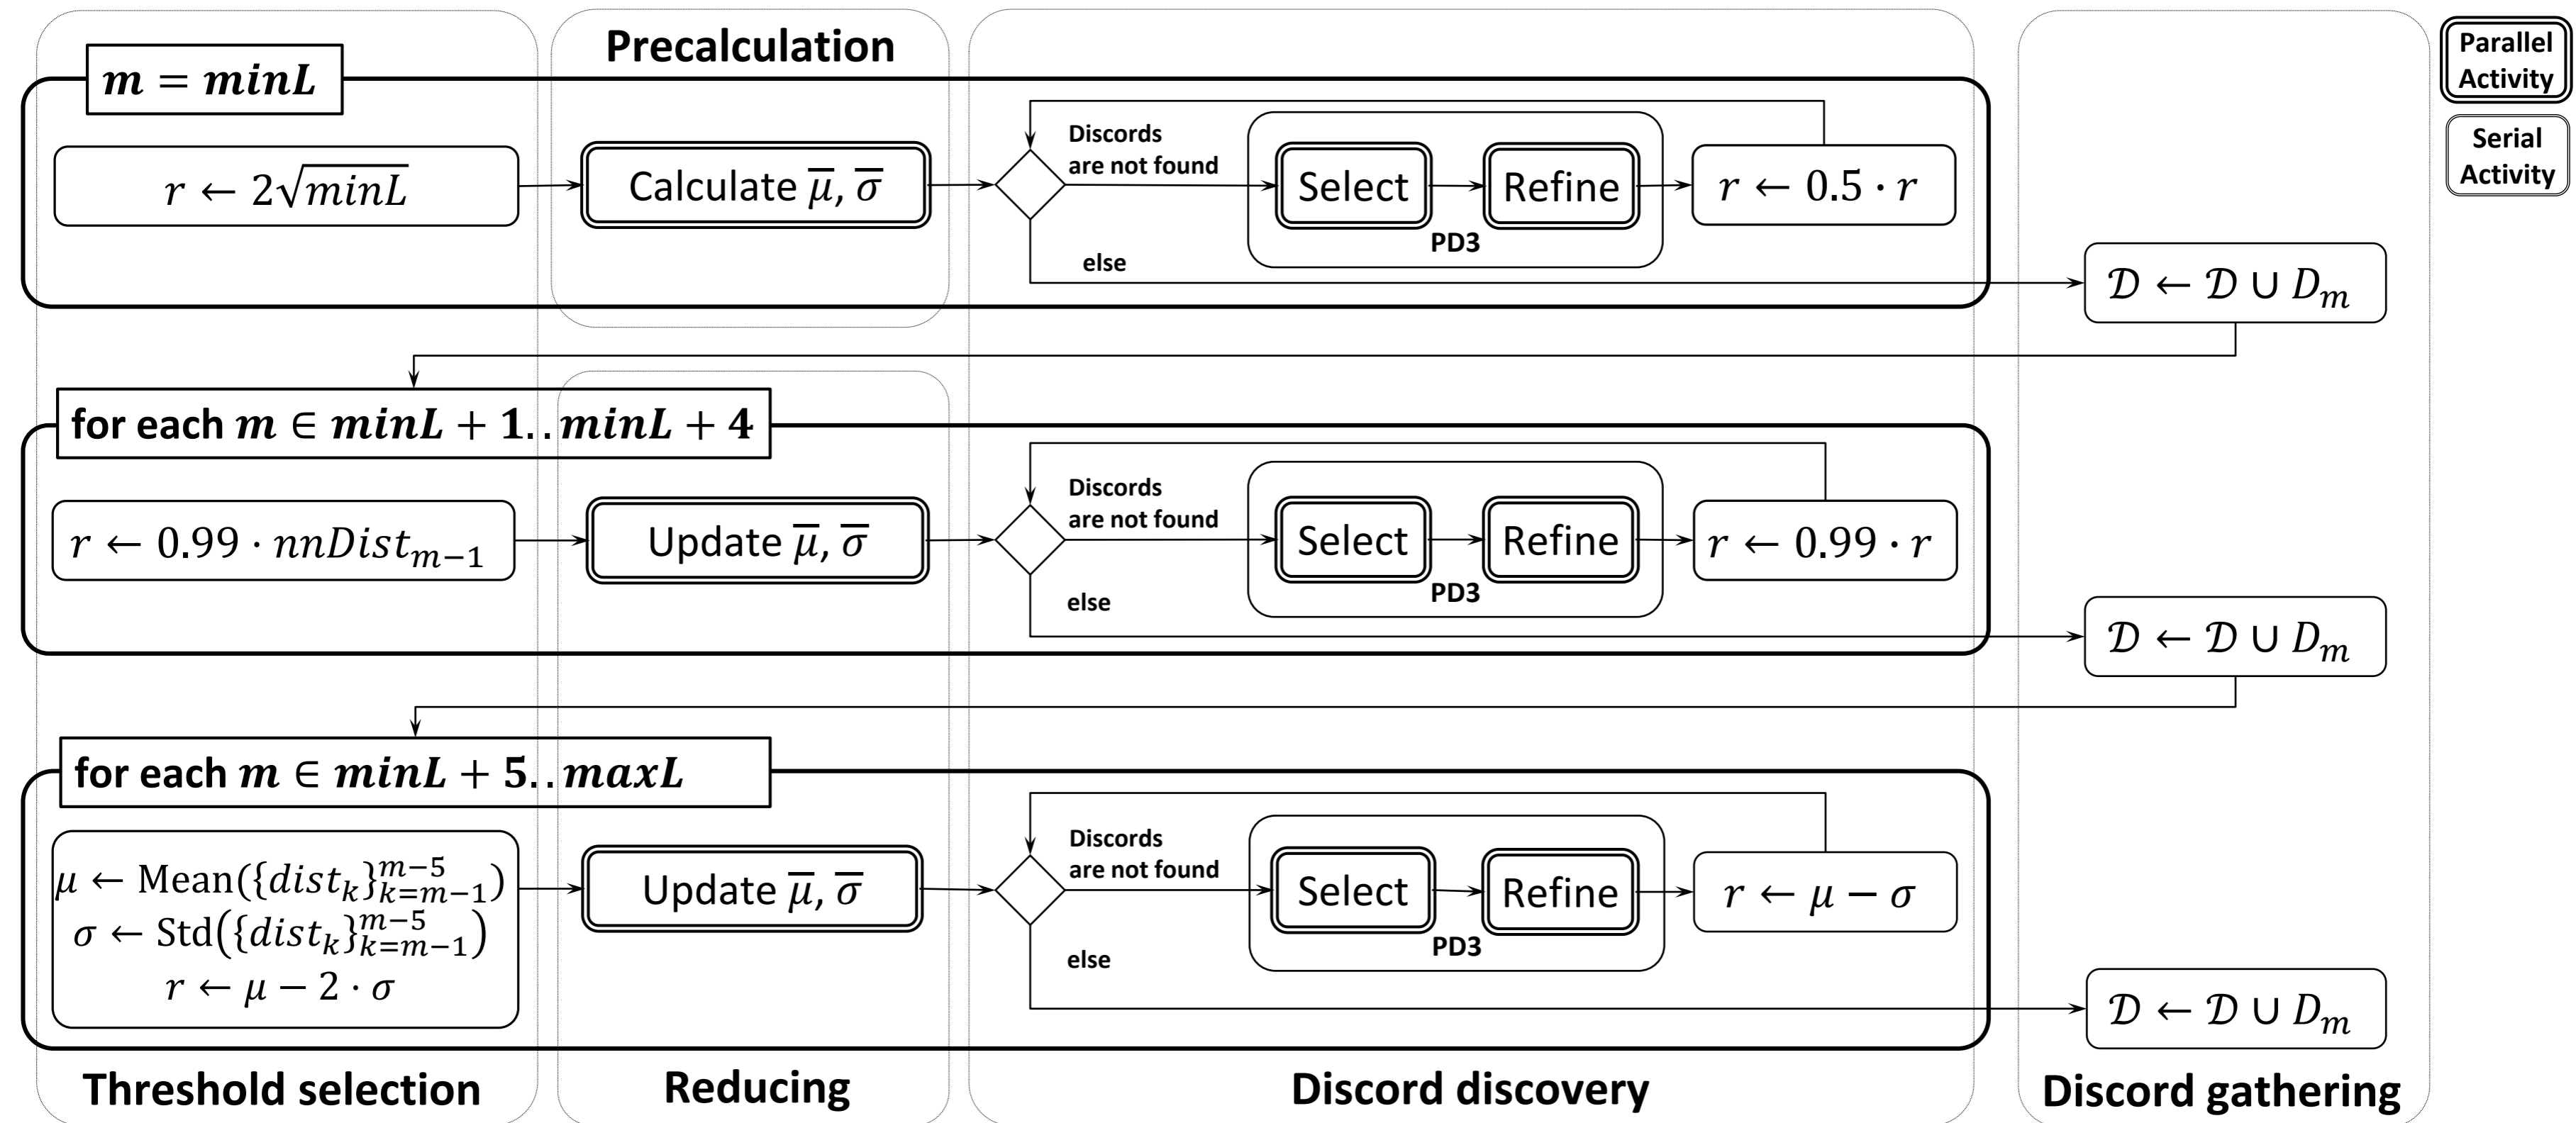 Precalculation
Parallel
Activity
Serial
Activity
m = minL
r ← 2√minL
Calculate μ̅, σ̅
Discords
are not found
Select
Refine
PD3
r ← 0.5 · r
else
𝒟 ← 𝒟 ∪ D_m
for each m ∈ minL + 1..minL + 4
r ← 0.99 · nnDist_{m−1}
Update μ̅, σ̅
Discords
are not found
Select
Refine
PD3
r ← 0.99 · r
else
𝒟 ← 𝒟 ∪ D_m
for each m ∈ minL + 5..maxL
μ ← Mean({dist_k}_{k=m−1}^{m−5})
σ ← Std({dist_k}_{k=m−1}^{m−5})
r ← μ − 2 · σ
Update μ̅, σ̅
Discords
are not found
Select
Refine
PD3
r ← μ − σ
else
𝒟 ← 𝒟 ∪ D_m
Threshold selection
Reducing
Discord discovery
Discord gathering